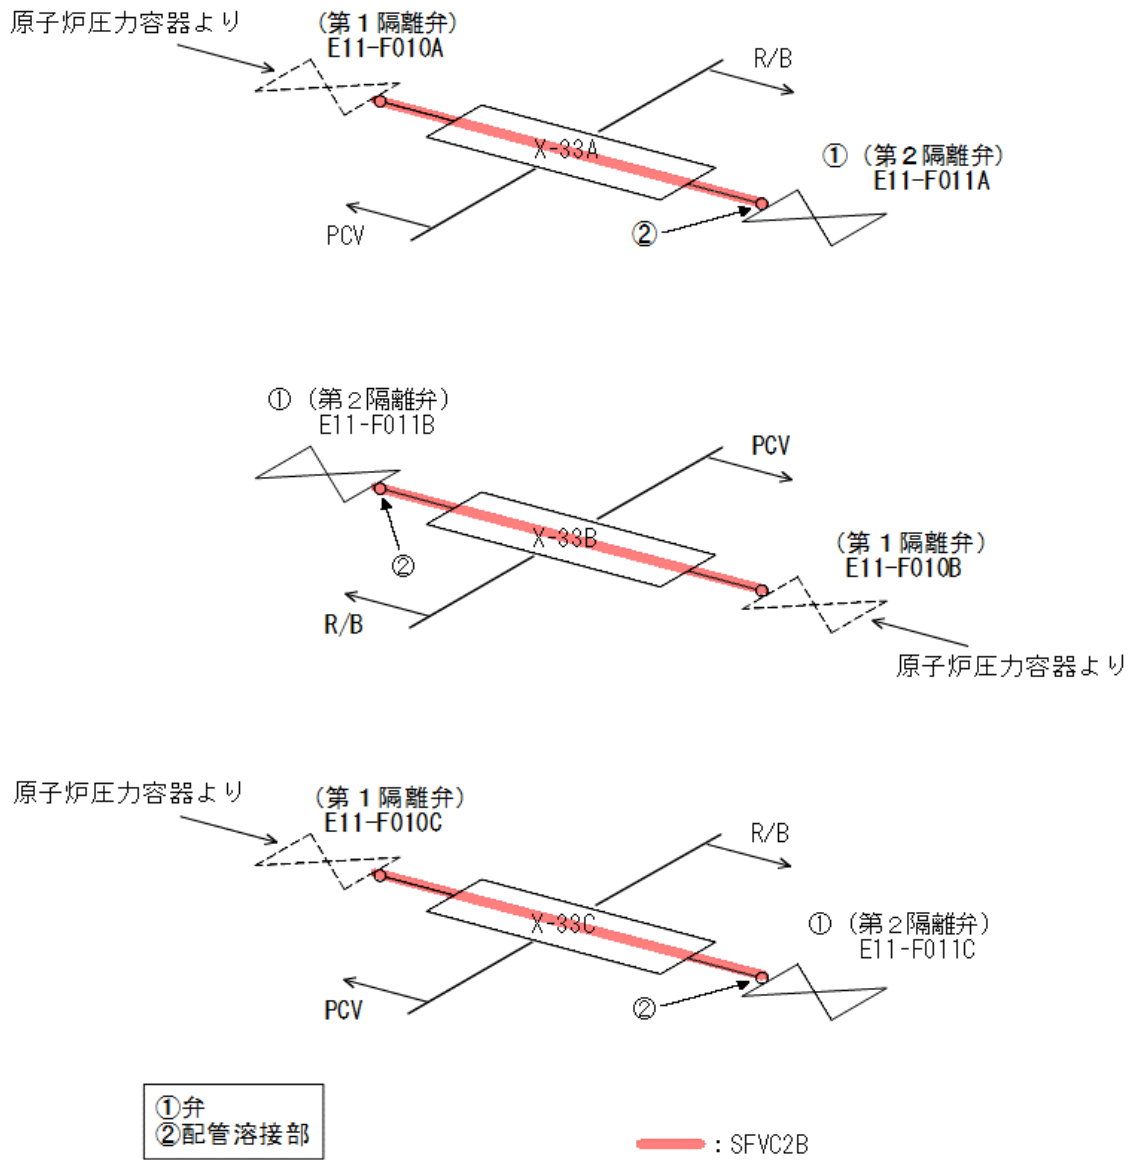 原子炉圧力容器より
(第1隔離弁)
E11-F010A
R/B
X-33A
① (第2隔離弁)
E11-F011A
PCV
②
① (第2隔離弁)
E11-F011B
PCV
X-33B
(第1隔離弁)
E11-F010B
②
R/B
原子炉圧力容器より
原子炉圧力容器より
(第1隔離弁)
E11-F010C
R/B
X-33C
① (第2隔離弁)
E11-F011C
PCV
②
①弁
②配管溶接部
: SFVC2B